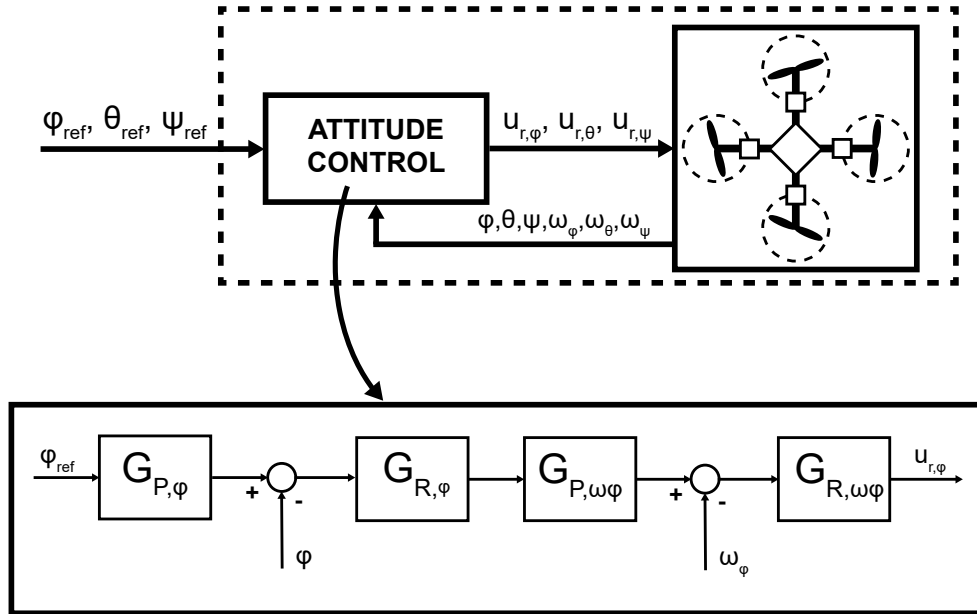 φref, θref, ψref
ATTITUDE
CONTROL
ur,φ, ur,θ, ur,ψ
φ,θ,ψ,ωφ,ωθ,ωψ
φref
GP,φ
+
-
φ
GR,φ
GP,ωφ
+
-
ωφ
GR,ωφ
ur,φ